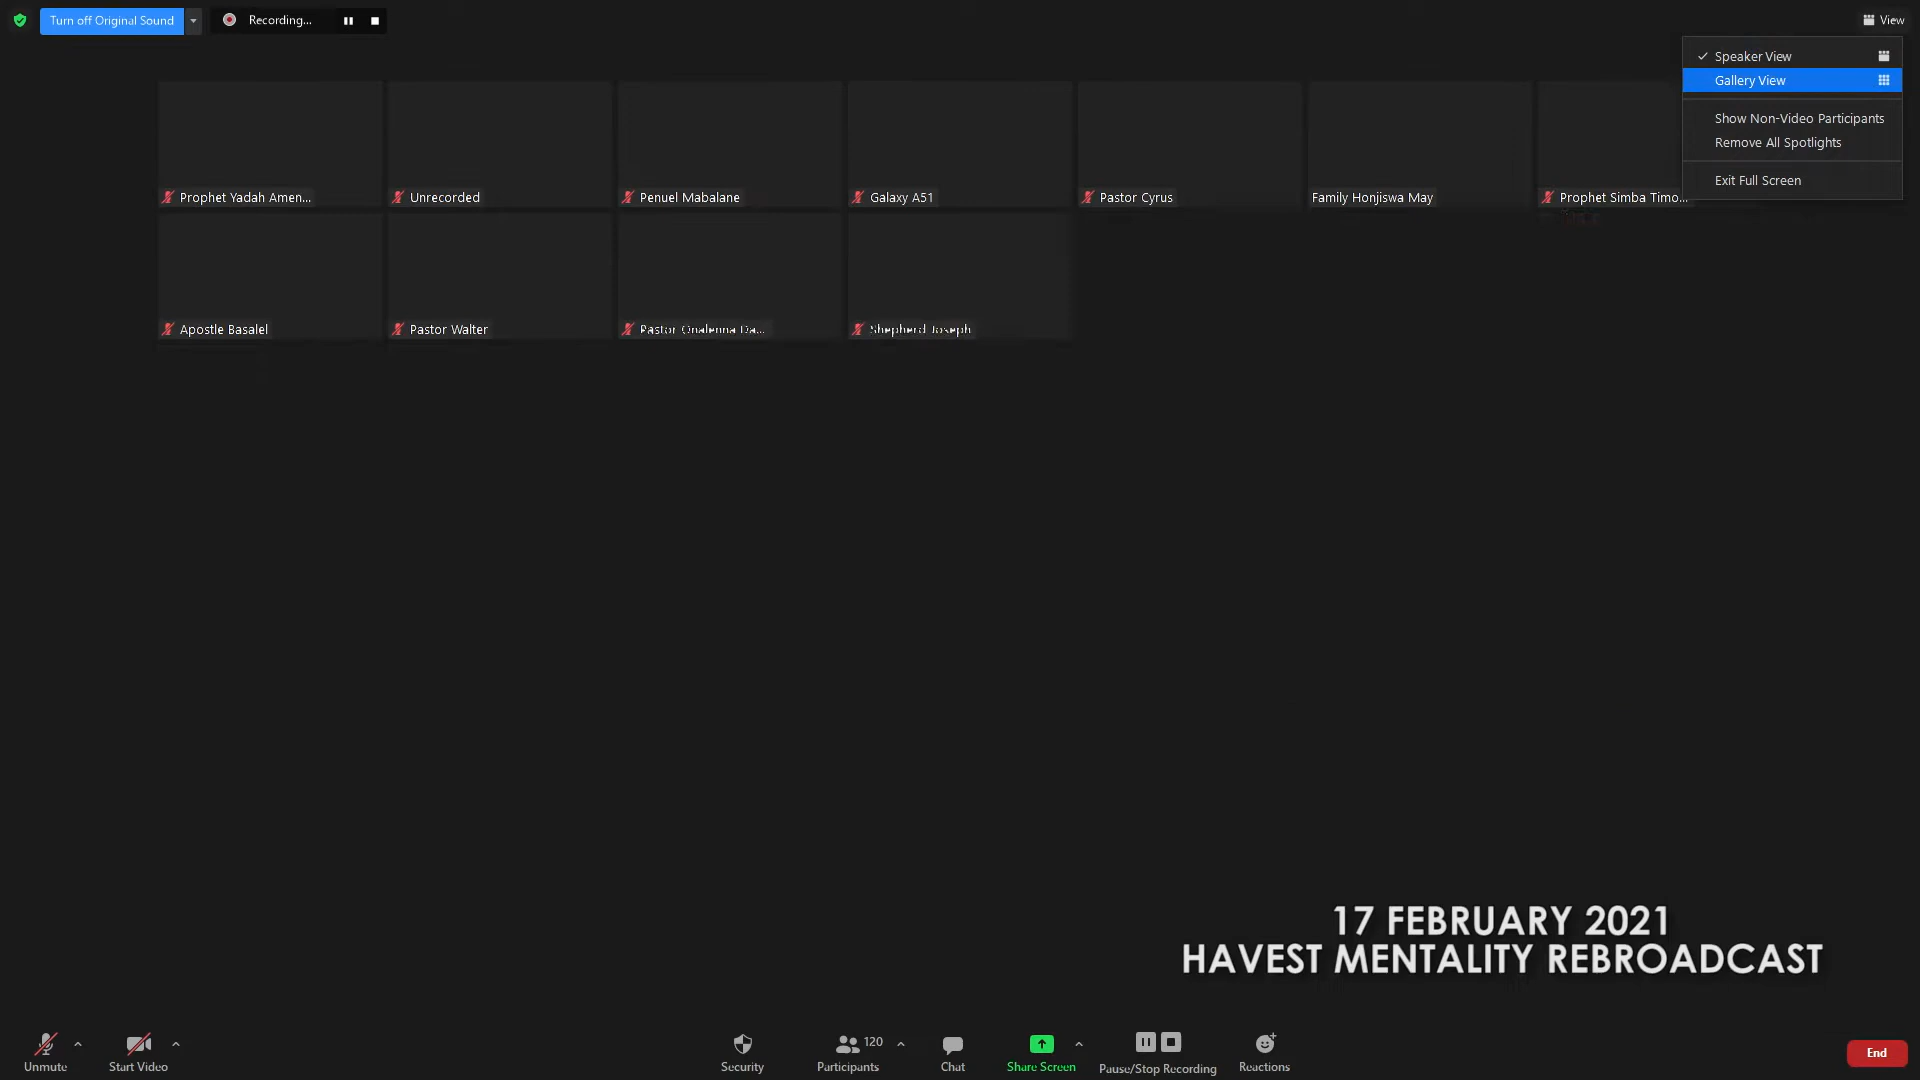 Turn off Original Sound
Recording...
View
Speaker View
Gallery View
Show Non-Video Participants
Remove All Spotlights
Exit Full Screen
Prophet Yadah Amen...
Unrecorded
Penuel Mabalane
Galaxy A51
Pastor Cyrus
Family Honjiswa May
Prophet Simba Timo...
Apostle Basalel
Pastor Walter
Pastor Onalenna Da...
Shepherd Joseph
17 FEBRUARY 2021
HAVEST MENTALITY REBROADCAST
Unmute
Start Video
Security
120
Participants
Chat
Share Screen
Pause/Stop Recording
Reactions
End